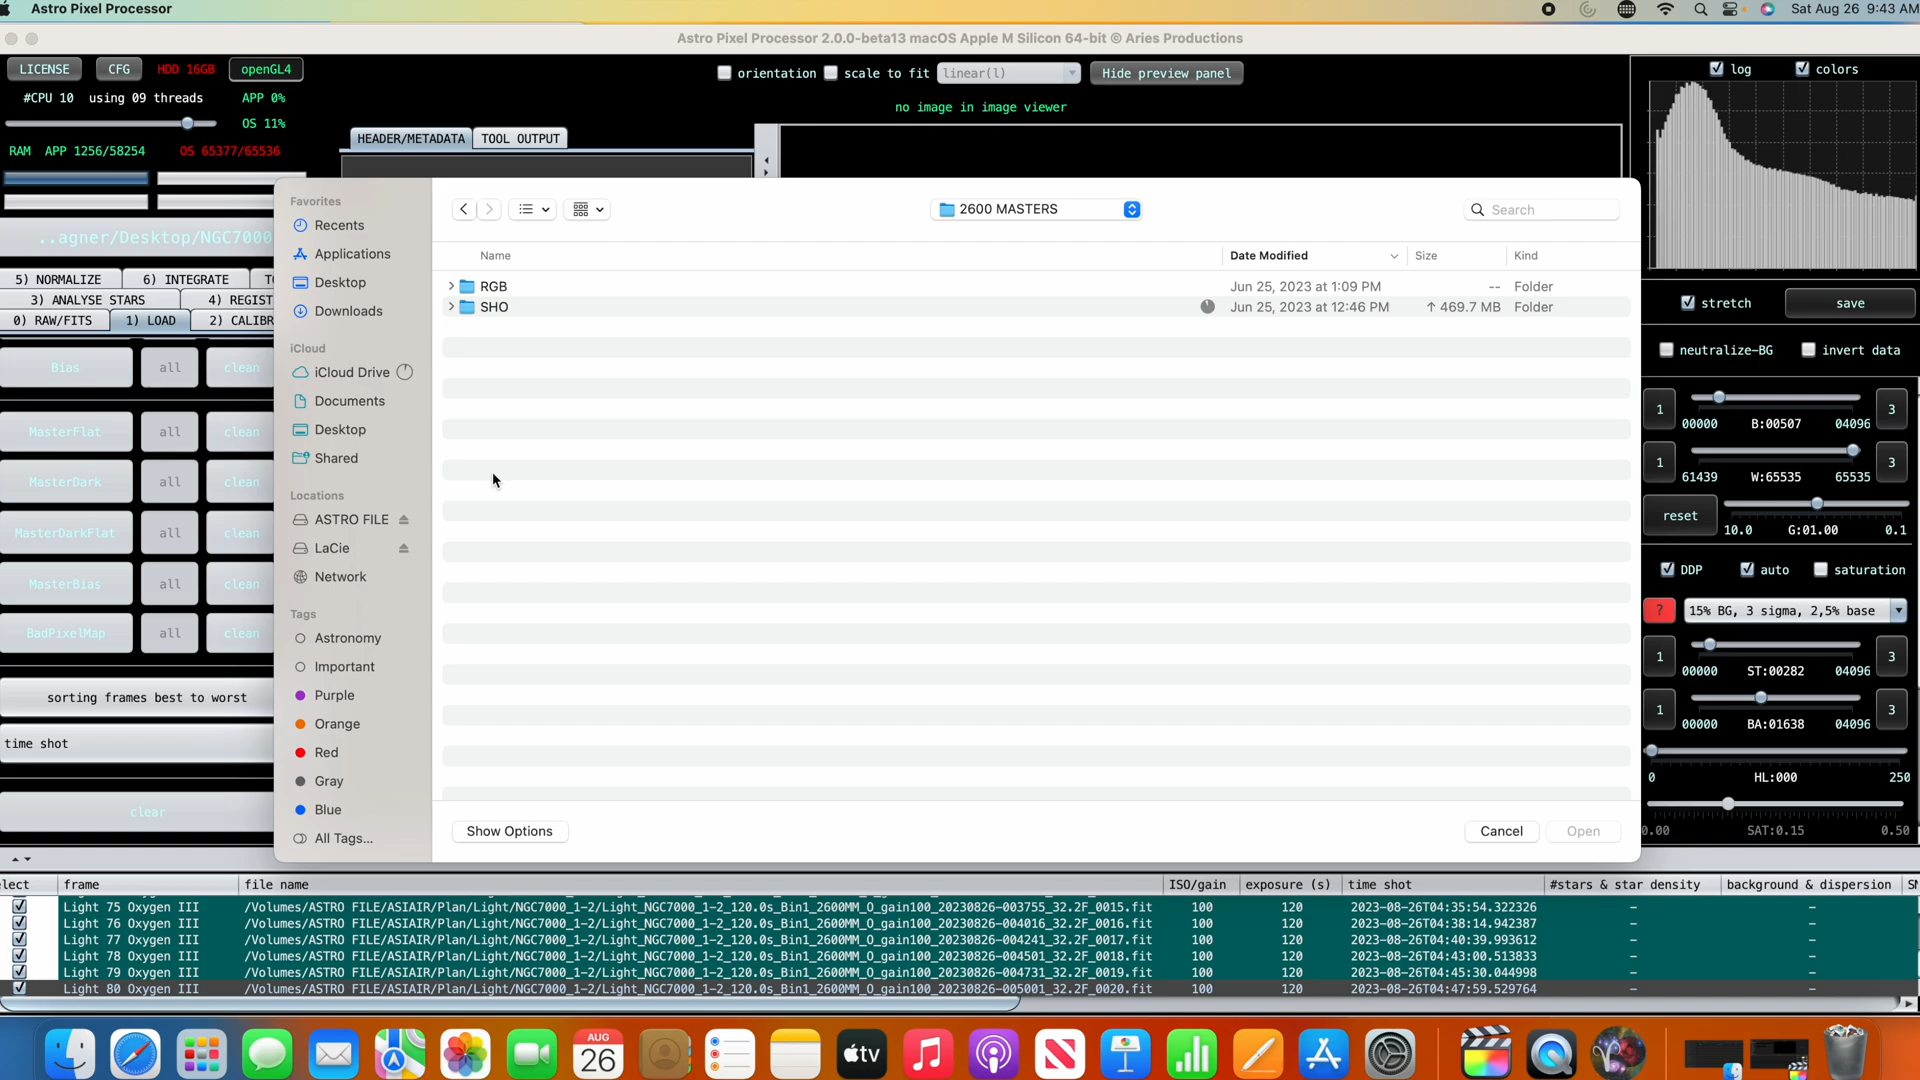 Astro Pixel Processor
Sat Aug 26 9:43 AM
Astro Pixel Processor 2.0.0-beta13 macOS Apple M Silicon 64-bit © Aries Productions
LICENSE CFG HDD 16GB openGL4
#CPU 10 using 09 threads APP 0%
OS 11%
RAM APP 1256/58254 OS 65377/65536
orientation scale to fit linear(l) Hide preview panel
no image in image viewer
HEADER/METADATA TOOL OUTPUT
log colors
..agner/Desktop/NGC7000
5) NORMALIZE 6) INTEGRATE
3) ANALYSE STARS 4) REGIST
0) RAW/FITS 1) LOAD 2) CALIBR
Bias all clean
MasterFlat all clean
MasterDark all clean
MasterDarkFlat all clean
MasterBias all clean
BadPixelMap all clean
sorting frames best to worst
time shot
clear
Favorites
Recents
Applications
Desktop
Downloads
iCloud
iCloud Drive
Documents
Desktop
Shared
Locations
ASTRO FILE
LaCie
Network
Tags
Astronomy
Important
Purple
Orange
Red
Gray
Blue
All Tags...
2600 MASTERS
Search
Name Date Modified Size Kind
RGB Jun 25, 2023 at 1:09 PM -- Folder
SHO Jun 25, 2023 at 12:46 PM ↑ 469.7 MB Folder
Show Options Cancel Open
stretch save
neutralize-BG invert data
1 3
00000 B:00507 04096
1 3
61439 W:65535 65535
reset
10.0 G:01.00 0.1
DDP auto saturation
? 15% BG, 3 sigma, 2,5% base
1 3
00000 ST:00282 04096
1 3
00000 BA:01638 04096
0 HL:000 250
0.00 SAT:0.15 0.50
lect frame file name ISO/gain exposure (s) time shot #stars & star density background & dispersion SN
Light 75 Oxygen III /Volumes/ASTRO FILE/ASIAIR/Plan/Light/NGC7000_1-2/Light_NGC7000_1-2_120.0s_Bin1_2600MM_O_gain100_20230826-003755_32.2F_0015.fit 100 120 2023-08-26T04:35:54.322326 – –
Light 76 Oxygen III /Volumes/ASTRO FILE/ASIAIR/Plan/Light/NGC7000_1-2/Light_NGC7000_1-2_120.0s_Bin1_2600MM_O_gain100_20230826-004016_32.2F_0016.fit 100 120 2023-08-26T04:38:14.942387 – –
Light 77 Oxygen III /Volumes/ASTRO FILE/ASIAIR/Plan/Light/NGC7000_1-2/Light_NGC7000_1-2_120.0s_Bin1_2600MM_O_gain100_20230826-004241_32.2F_0017.fit 100 120 2023-08-26T04:40:39.993612 – –
Light 78 Oxygen III /Volumes/ASTRO FILE/ASIAIR/Plan/Light/NGC7000_1-2/Light_NGC7000_1-2_120.0s_Bin1_2600MM_O_gain100_20230826-004501_32.2F_0018.fit 100 120 2023-08-26T04:43:00.513833 – –
Light 79 Oxygen III /Volumes/ASTRO FILE/ASIAIR/Plan/Light/NGC7000_1-2/Light_NGC7000_1-2_120.0s_Bin1_2600MM_O_gain100_20230826-004731_32.2F_0019.fit 100 120 2023-08-26T04:45:30.044998 – –
Light 80 Oxygen III /Volumes/ASTRO FILE/ASIAIR/Plan/Light/NGC7000_1-2/Light_NGC7000_1-2_120.0s_Bin1_2600MM_O_gain100_20230826-005001_32.2F_0020.fit 100 120 2023-08-26T04:47:59.529764 – –
AUG
26
tv